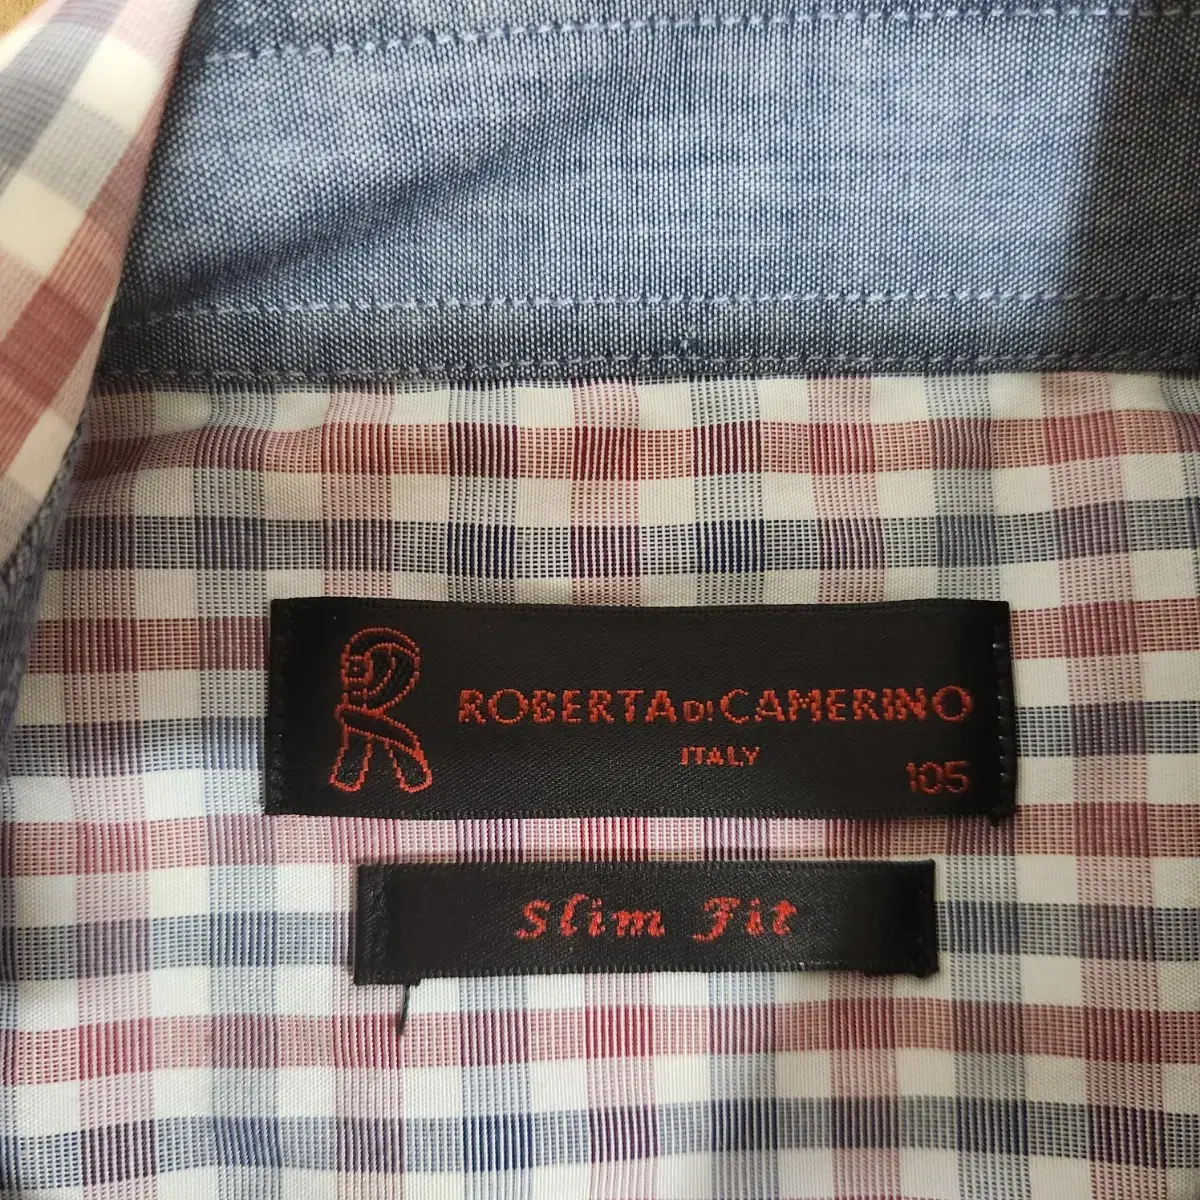 R
ROBERTA DI CAMERINO
ITALY
105
Slim Fit